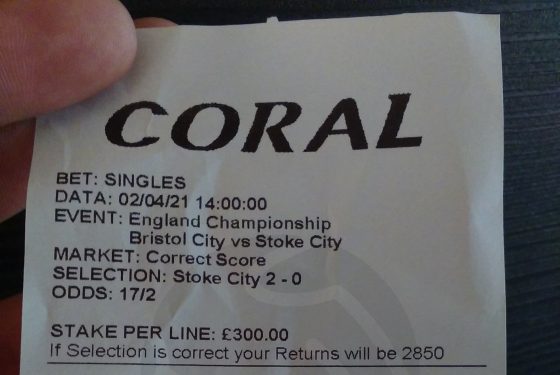 CORAL
BET: SINGLES
DATA: 02/04/21 14:00:00
EVENT: England Championship
Bristol City vs Stoke City
MARKET: Correct Score
SELECTION: Stoke City 2 - 0
ODDS: 17/2
STAKE PER LINE: £300.00
If Selection is correct your Returns will be 2850